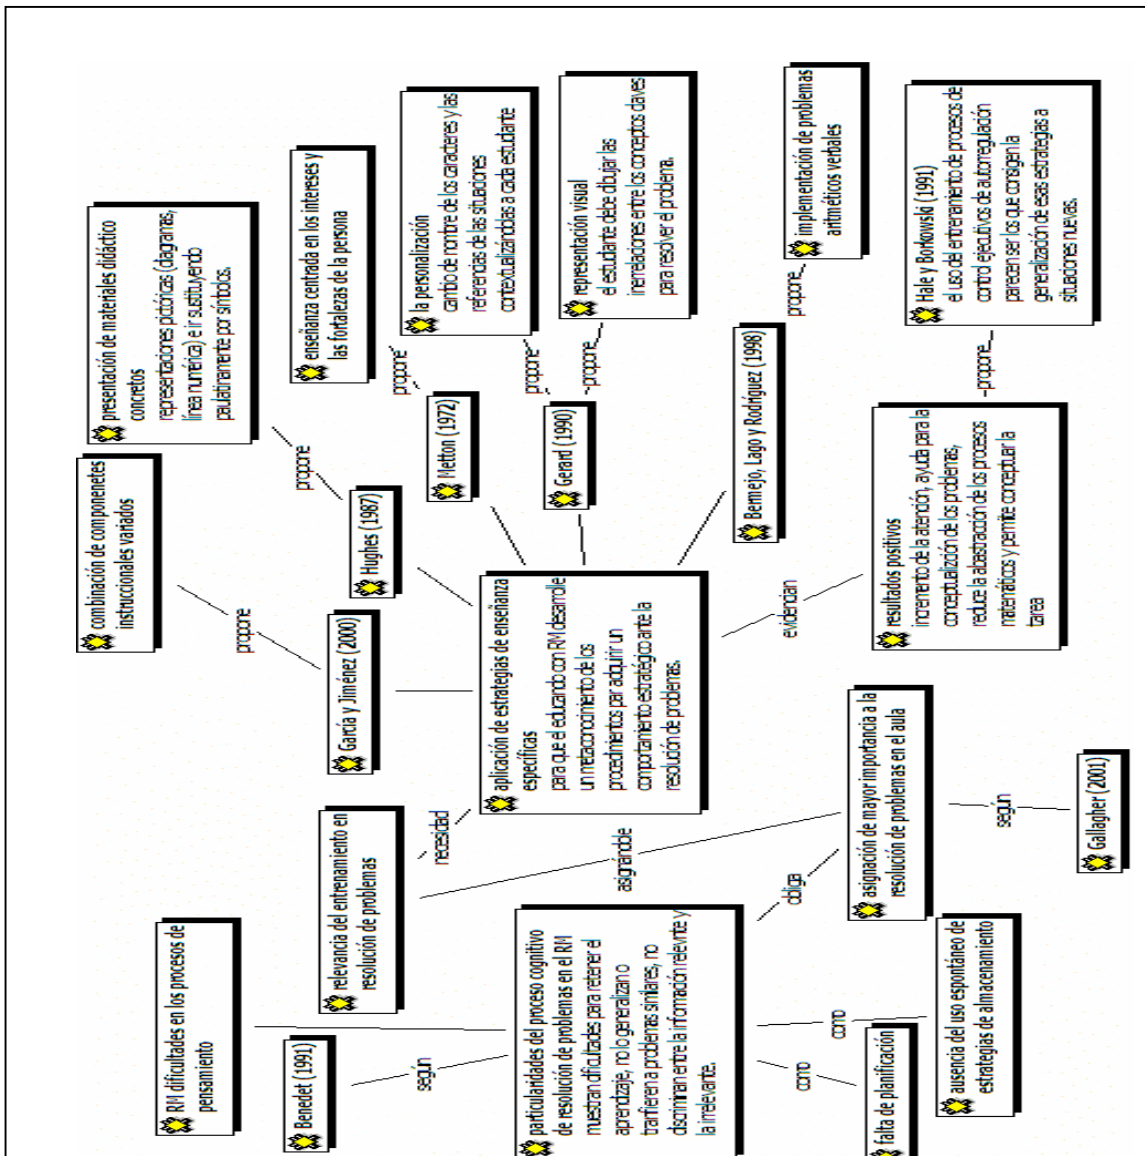 RM dificultades en los procesos de
pensamiento
Benedet (1991)
según
particularidades del proceso cognitivo
de resolución de problemas en el RM
muestran dificultades para retener el
aprendizaje, no lo generalizan o
tranfieren a problemas similares, no
discriminan entre la información relevnte y
la irrelevante.
como
como
falta de planificación
ausencia del uso espontáneo de
estrategias de almacenamiento
obliga
relevancia del entrenamiento en
resolución de problemas
asignándole
necesidad
asignación de mayor importancia a la
resolución de problemas en el aula
según
Gallagher (2001)
aplicación de estrategias de enseñanza
específicas
para que el educando con RM desarrolle
un metaconocimiento de los
procedimientos par adquirir un
comportamiento estratégico ante la
resolución de problemas.
García y Jiménez (2000)
propone
combinación de componenetes
instruccionales variados
Hughes (1987)
propone
presentación de materiales didáctico
concretos
representaciones pictóricas (diagramas,
línea numérica) e ir sustituyendo
paulatinamente por símbolos.
Metton (1972)
propone
enseñanza centrada en los intereses y
las fortalezas de la persona
Gerard (1990)
propone
la personalización
cambio de nombre de los caracteres y las
referencias de las situaciones
contextualizándolas a cada estudiante
propone
representación visual
el estudiante debe dibujar las
inerrelaciones entre los conceptos claves
para resolver el problema.
Bermejo, Lago y Rodríguez (1998)
propone
implementación de problemas
aritméticos verbales
evidencian
resultados positivos
incremento de la atención, ayuda para la
conceptualización de los problemas,
reduce la abastracción de los procesos
matemáticos y permite conceptuar la
tarea
propone
Hale y Borkowski (1991)
el uso del entrenamiento de procesos de
control ejecutivos de autorregulación
parecen ser los que consigen la
generalización de esas estrategias a
situaciones nuevas.